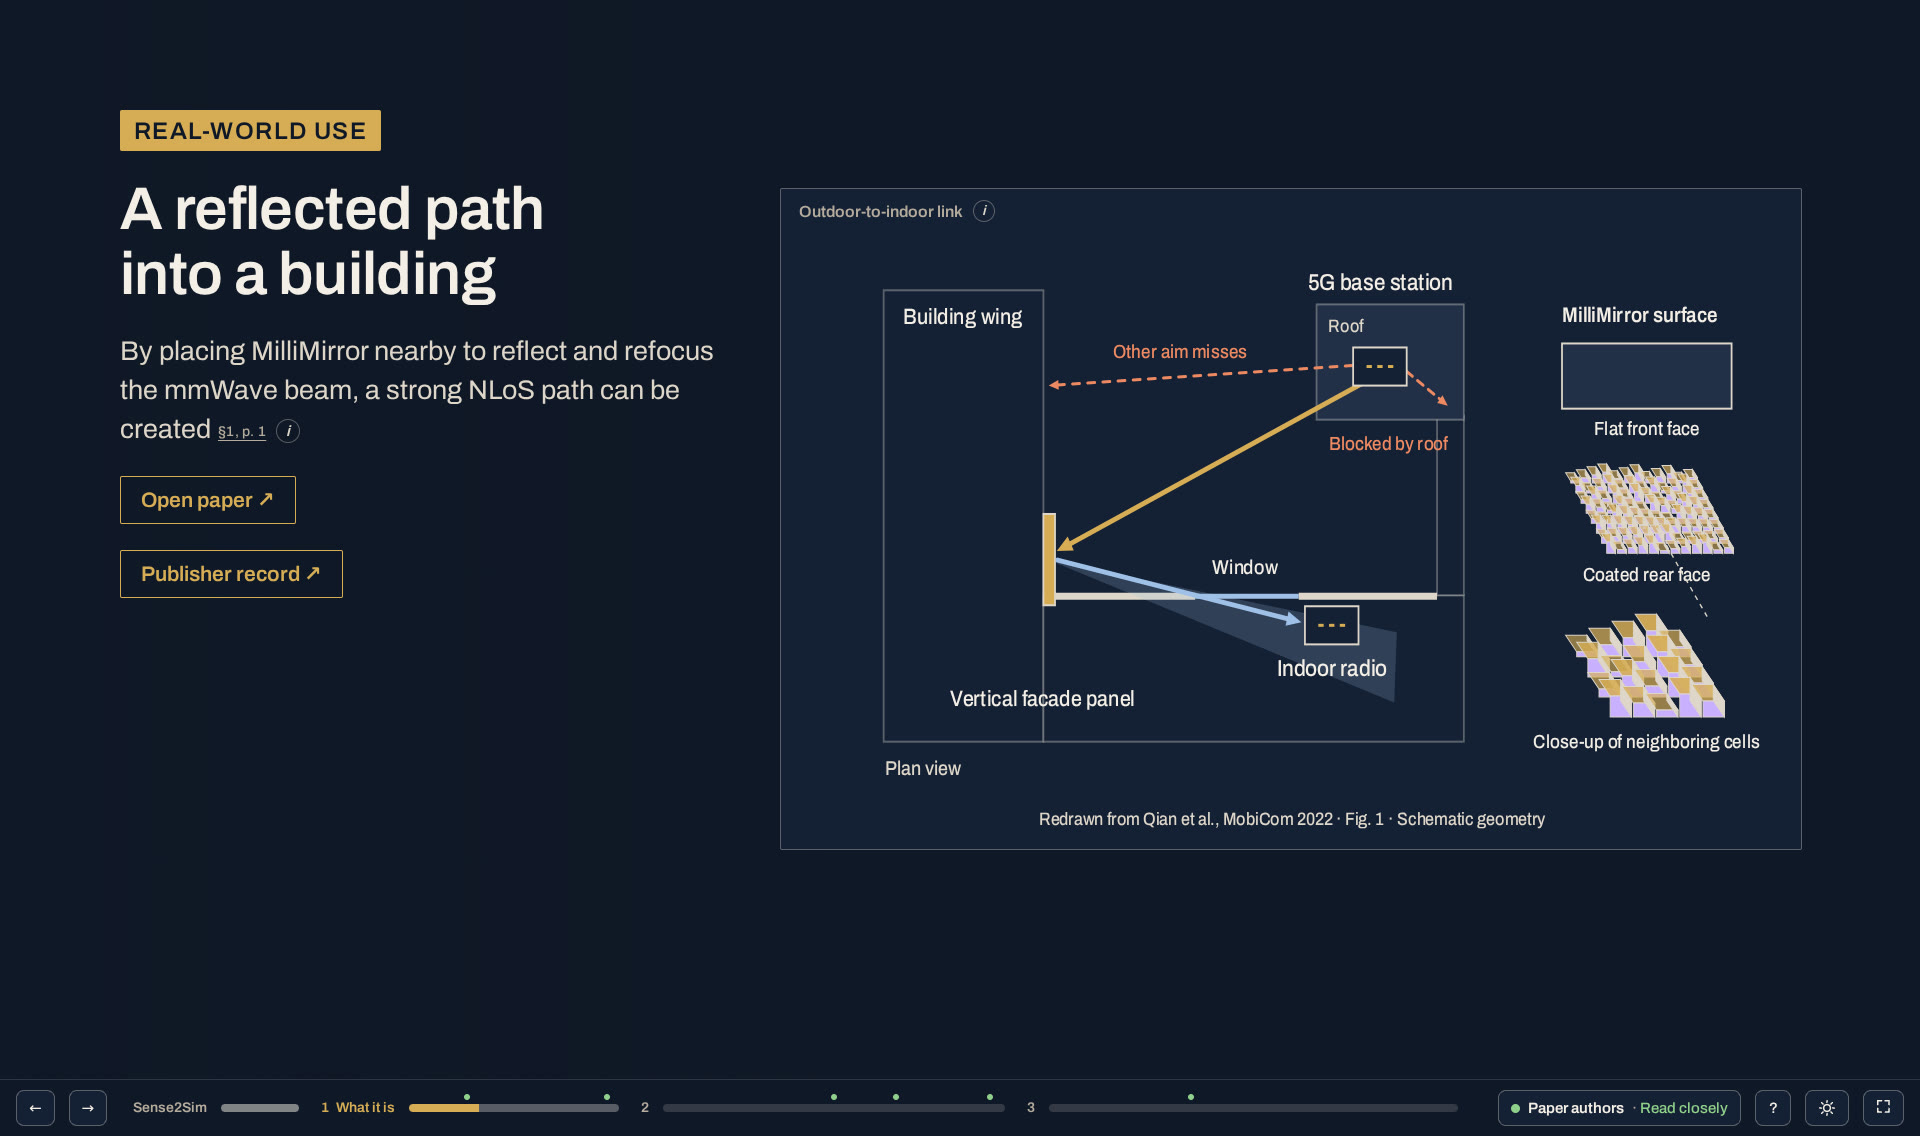 REAL-WORLD USE
A reflected path
into a building
By placing MilliMirror nearby to reflect and refocus
the mmWave beam, a strong NLoS path can be
created §1, p. 1 i
Open paper ↗
Publisher record ↗
Outdoor-to-indoor link i
5G base station
Building wing
Roof
Other aim misses
Blocked by roof
Window
Indoor radio
Vertical facade panel
Plan view
MilliMirror surface
Flat front face
Coated rear face
Close-up of neighboring cells
Redrawn from Qian et al., MobiCom 2022 · Fig. 1 · Schematic geometry
← → Sense2Sim 1 What it is 2 3 Paper authors · Read closely ?